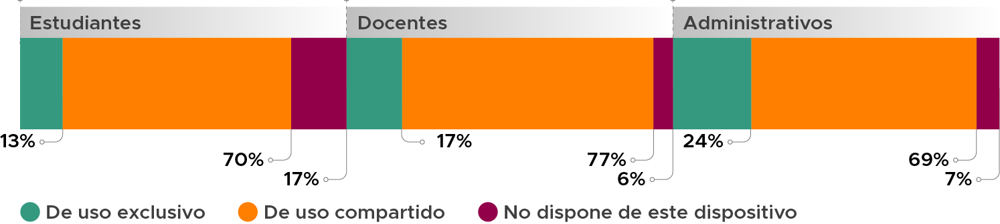 Estudiantes Docentes Administrativos
13% 17% 24%
70% 77% 69%
17% 6% 7%
De uso exclusivo De uso compartido No dispone de este dispositivo